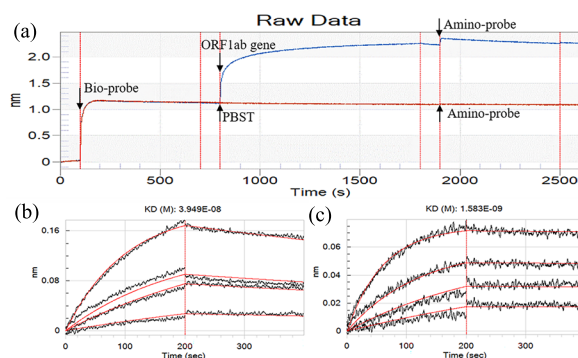 (a)
Raw Data
Amino-probe
ORF1ab gene
Bio-probe
PBST
Amino-probe
nm
2.0
1.5
1.0
0.5
0.0
0
500
1000
1500
2000
2500
Time (s)
(b)
KD (M): 3.949E-08
nm
0.16
0.08
0
0
100
200
300
Time (sec)
(c)
KD (M): 1.583E-09
nm
0.06
0.04
0.02
0
0
100
200
300
Time (sec)